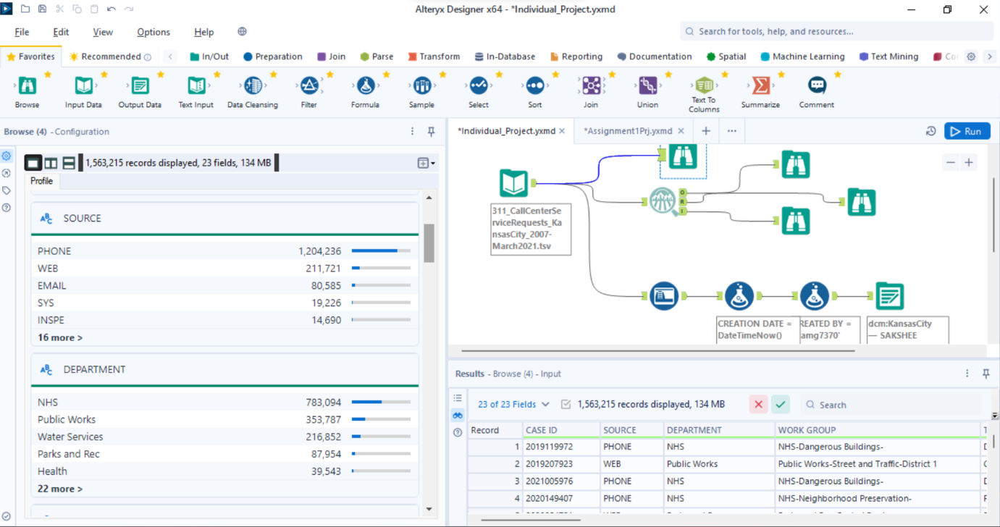 Alteryx Designer x64 - *Individual_Project.yxmd
File Edit View Options Help
Search for tools, help, and resources...
Favorites Recommended In/Out Preparation Join Parse Transform In-Database Reporting Documentation Spatial Machine Learning Text Mining Co
Browse Input Data Output Data Text Input Data Cleansing Filter Formula Sample Select Sort Join Union Text To Columns Summarize Comment
Browse (4) - Configuration
1,563,215 records displayed, 23 fields, 134 MB
Profile
ABC SOURCE
PHONE 1,204,236
WEB 211,721
EMAIL 80,585
SYS 19,226
INSPE 14,690
16 more >
ABC DEPARTMENT
NHS 783,094
Public Works 353,787
Water Services 216,852
Parks and Rec 87,954
Health 39,543
22 more >
*Individual_Project.yxmd *Assignment1Prj.yxmd
Run
O
R
I
311_CallCenterSe
rviceRequests_Ka
nsasCity_2007-
March2021.tsv
CREATION DATE =
DateTimeNow()
REATED BY =
amg7370'
dcm:KansasCity
— SAKSHEE
Results - Browse (4) - Input
23 of 23 Fields 1,563,215 records displayed, 134 MB Search
Record CASE ID SOURCE DEPARTMENT WORK GROUP
1 2019119972 PHONE NHS NHS-Dangerous Buildings-
2 2019207923 WEB Public Works Public Works-Street and Traffic-District 1
3 2021005976 PHONE NHS NHS-Dangerous Buildings-
4 2020149407 PHONE NHS NHS-Neighborhood Preservation-